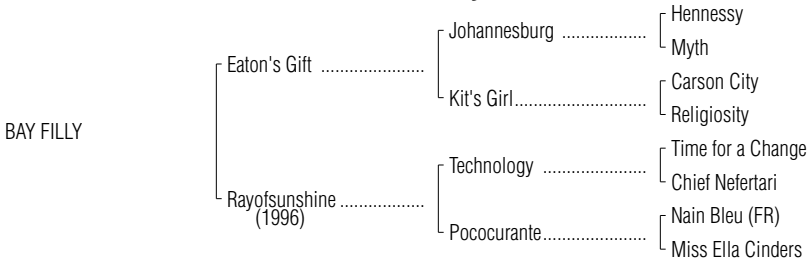 Hennessy
Johannesburg ..................
Myth
Eaton's Gift ......................
Carson City
Kit's Girl............................
Religiosity
BAY FILLY
Time for a Change
Technology ......................
Chief Nefertari
Rayofsunshine ..................
(1996)
Nain Bleu (FR)
Pococurante......................
Miss Ella Cinders